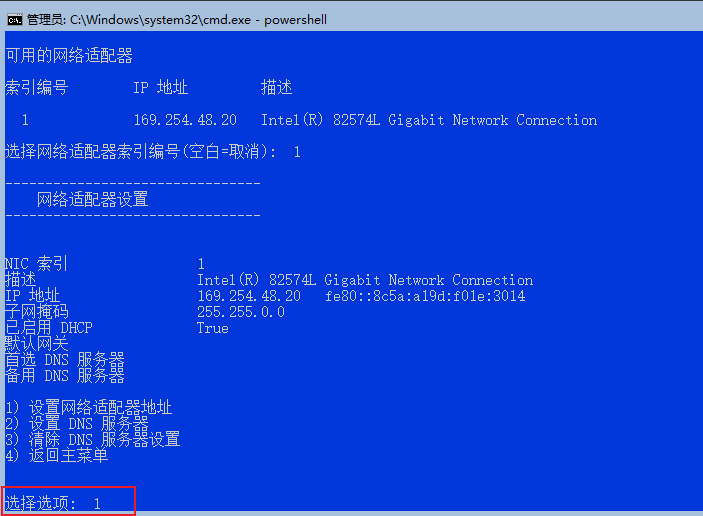 管理员: C:\Windows\system32\cmd.exe - powershell
可用的网络适配器
索引编号 IP 地址 描述
1 169.254.48.20 Intel(R) 82574L Gigabit Network Connection
选择网络适配器索引编号(空白=取消): 1
--------------------------------
网络适配器设置
--------------------------------
NIC 索引 1
描述 Intel(R) 82574L Gigabit Network Connection
IP 地址 169.254.48.20 fe80::8c5a:a19d:f01e:3014
子网掩码 255.255.0.0
已启用 DHCP True
默认网关
首选 DNS 服务器
备用 DNS 服务器
1) 设置网络适配器地址
2) 设置 DNS 服务器
3) 清除 DNS 服务器设置
4) 返回主菜单
选择选项: 1